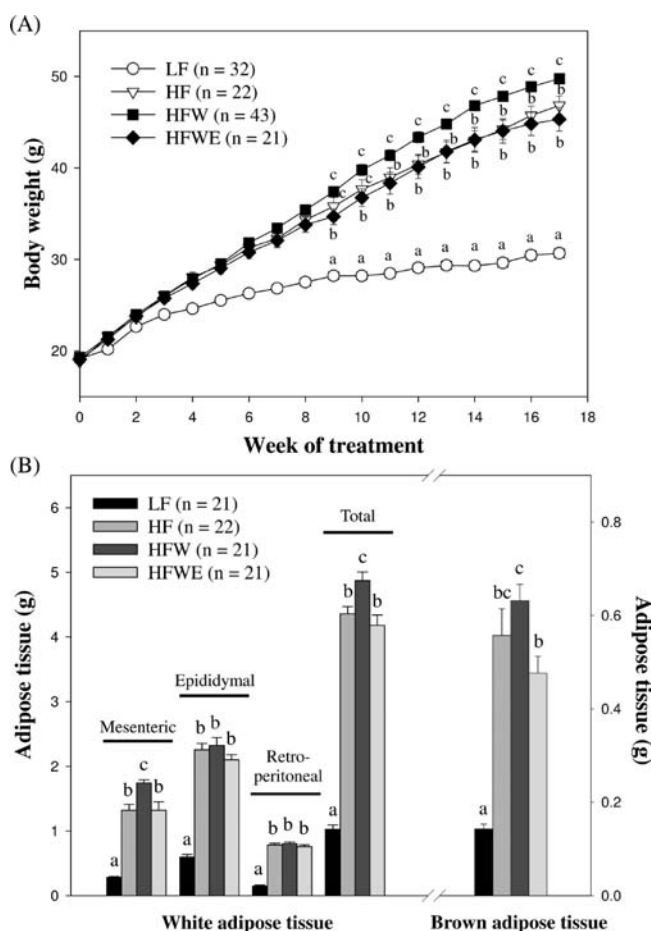 (A)
LF (n = 32)
HF (n = 22)
HFW (n = 43)
HFWE (n = 21)
Body weight (g)
50
40
30
20
c c c c c c c c c
c c b b b b b b b
b b b b b b b b b
a a a a a a a a a
0 2 4 6 8 10 12 14 16 18
Week of treatment
(B)
LF (n = 21)
HF (n = 22)
HFW (n = 21)
HFWE (n = 21)
Adipose tissue (g)
6
5
4
3
2
1
0
Mesenteric
a b c b
Epididymal
a b b b
Retro-
peritoneal
a b b b
Total
a b c b
a bc c b
0.8
0.6
0.4
0.2
0.0
Adipose tissue
(g)
White adipose tissue
Brown adipose tissue